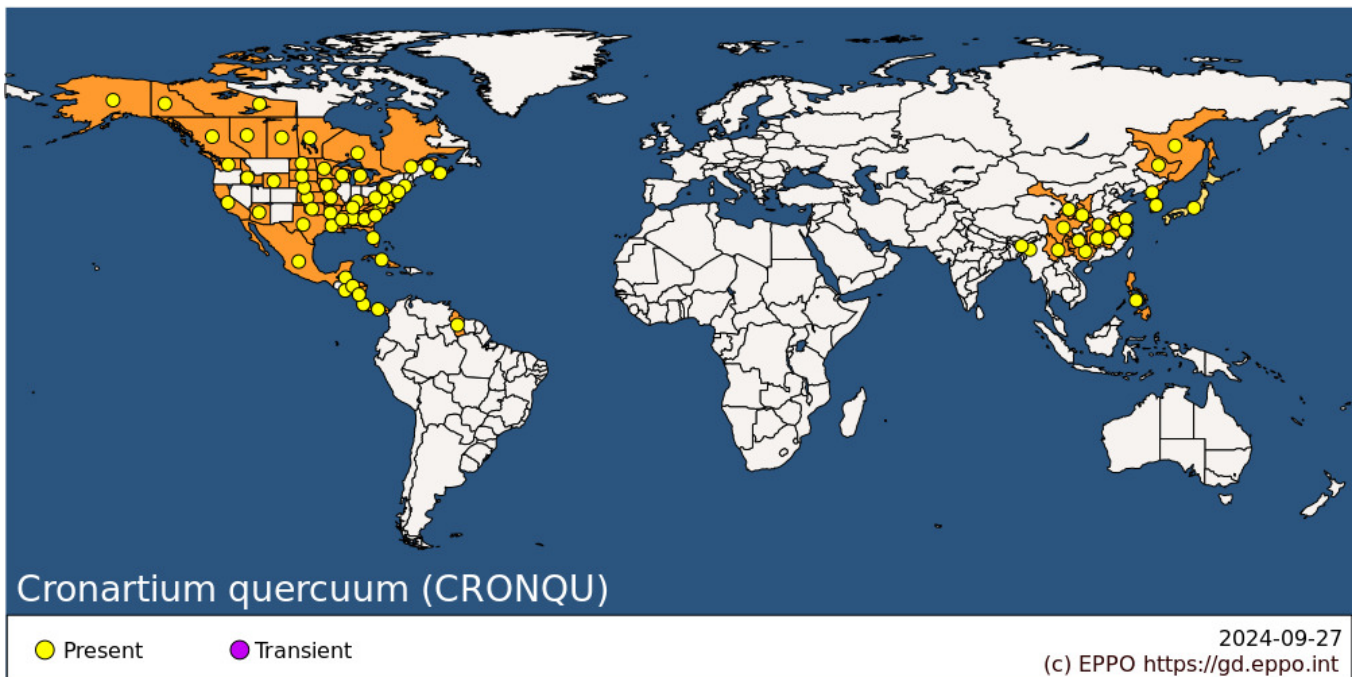 Cronartium quercuum (CRONQU)
Present
Transient
2024-09-27
(c) EPPO https://gd.eppo.int